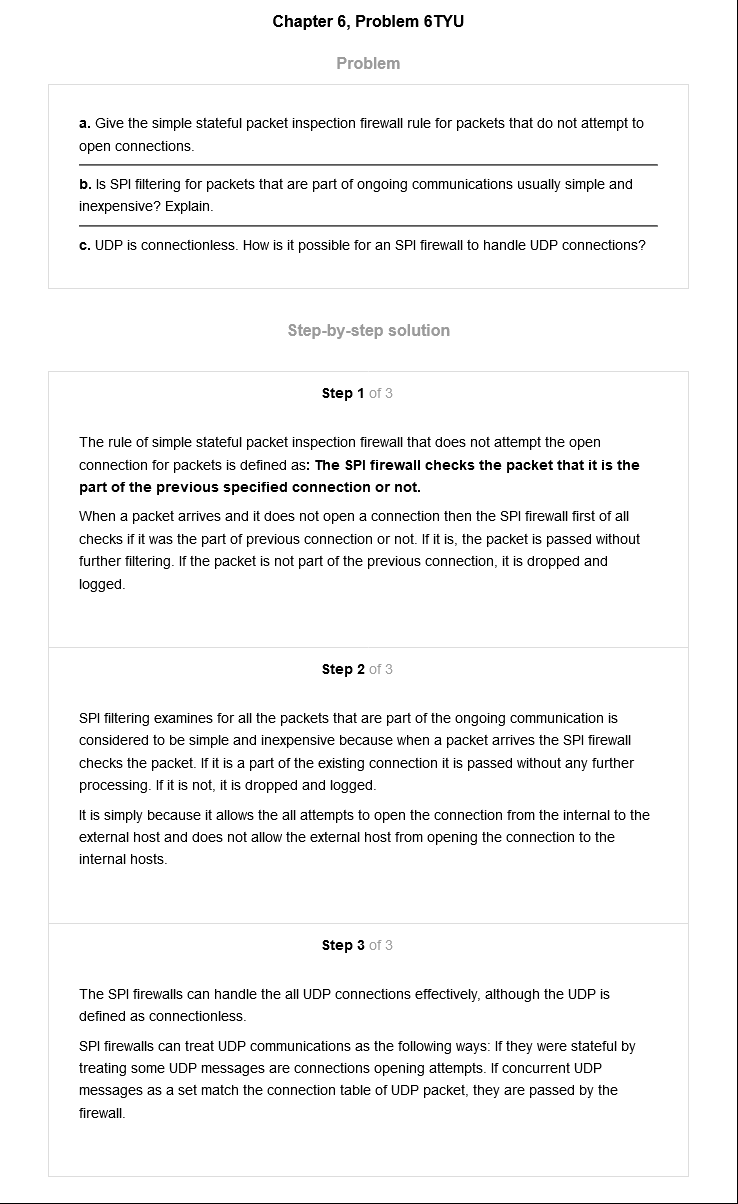 Chapter 6, Problem 6TYU
Problem
a. Give the simple stateful packet inspection firewall rule for packets that do not attempt to
open connections.
b. Is SPI filtering for packets that are part of ongoing communications usually simple and
inexpensive? Explain.
c. UDP is connectionless. How is it possible for an SPI firewall to handle UDP connections?
Step-by-step solution
Step 1 of 3
The rule of simple stateful packet inspection firewall that does not attempt the open
connection for packets is defined as: The SPI firewall checks the packet that it is the
part of the previous specified connection or not.
When a packet arrives and it does not open a connection then the SPI firewall first of all
checks if it was the part of previous connection or not. If it is, the packet is passed without
further filtering. If the packet is not part of the previous connection, it is dropped and
logged.
Step 2 of 3
SPI filtering examines for all the packets that are part of the ongoing communication is
considered to be simple and inexpensive because when a packet arrives the SPI firewall
checks the packet. If it is a part of the existing connection it is passed without any further
processing. If it is not, it is dropped and logged.
It is simply because it allows the all attempts to open the connection from the internal to the
external host and does not allow the external host from opening the connection to the
internal hosts.
Step 3 of 3
The SPI firewalls can handle the all UDP connections effectively, although the UDP is
defined as connectionless.
SPI firewalls can treat UDP communications as the following ways: If they were stateful by
treating some UDP messages are connections opening attempts. If concurrent UDP
messages as a set match the connection table of UDP packet, they are passed by the
firewall.